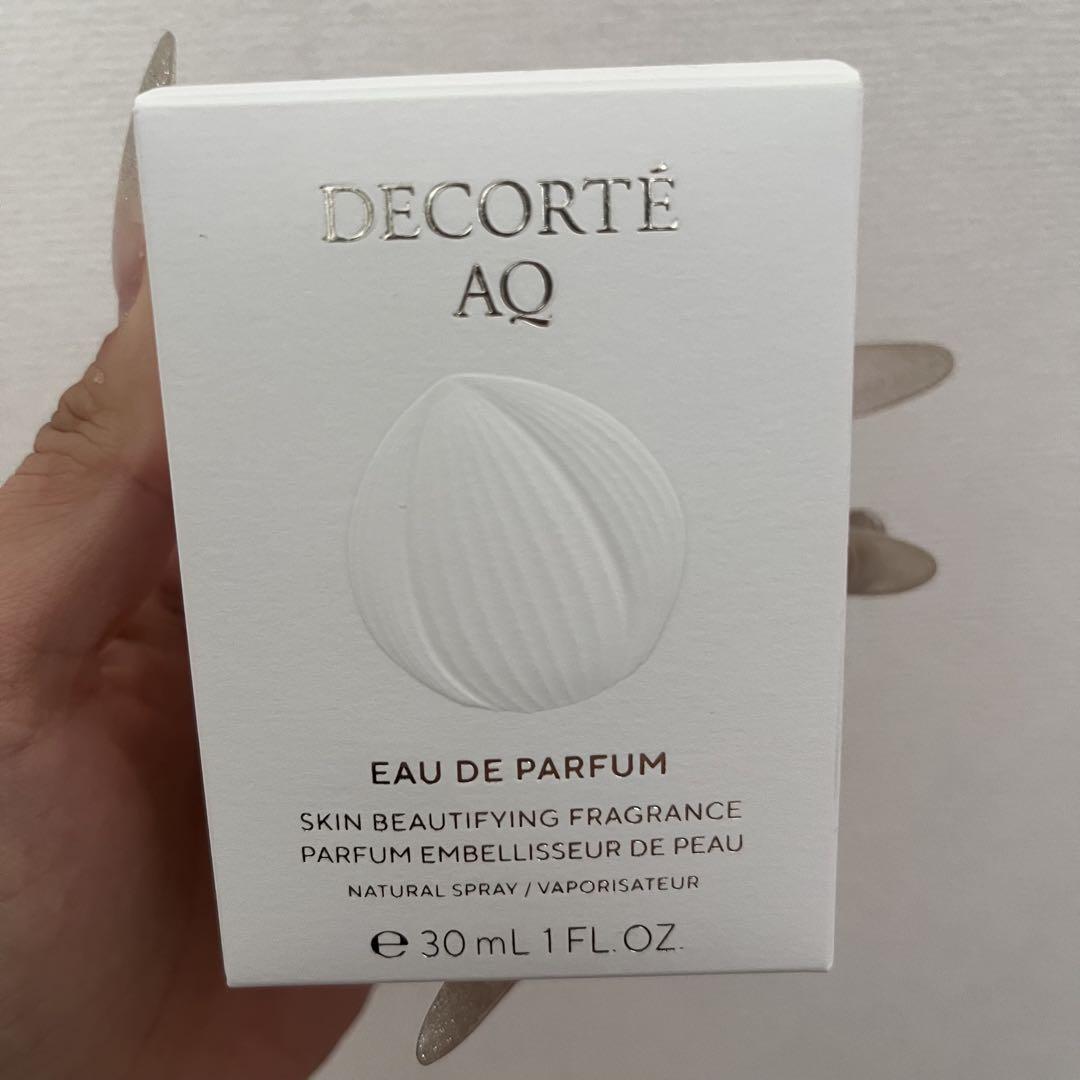 DECORTÉ
AQ
EAU DE PARFUM
SKIN BEAUTIFYING FRAGRANCE
PARFUM EMBELLISSEUR DE PEAU
NATURAL SPRAY / VAPORISATEUR
℮ 30 mL 1 FL. OZ.